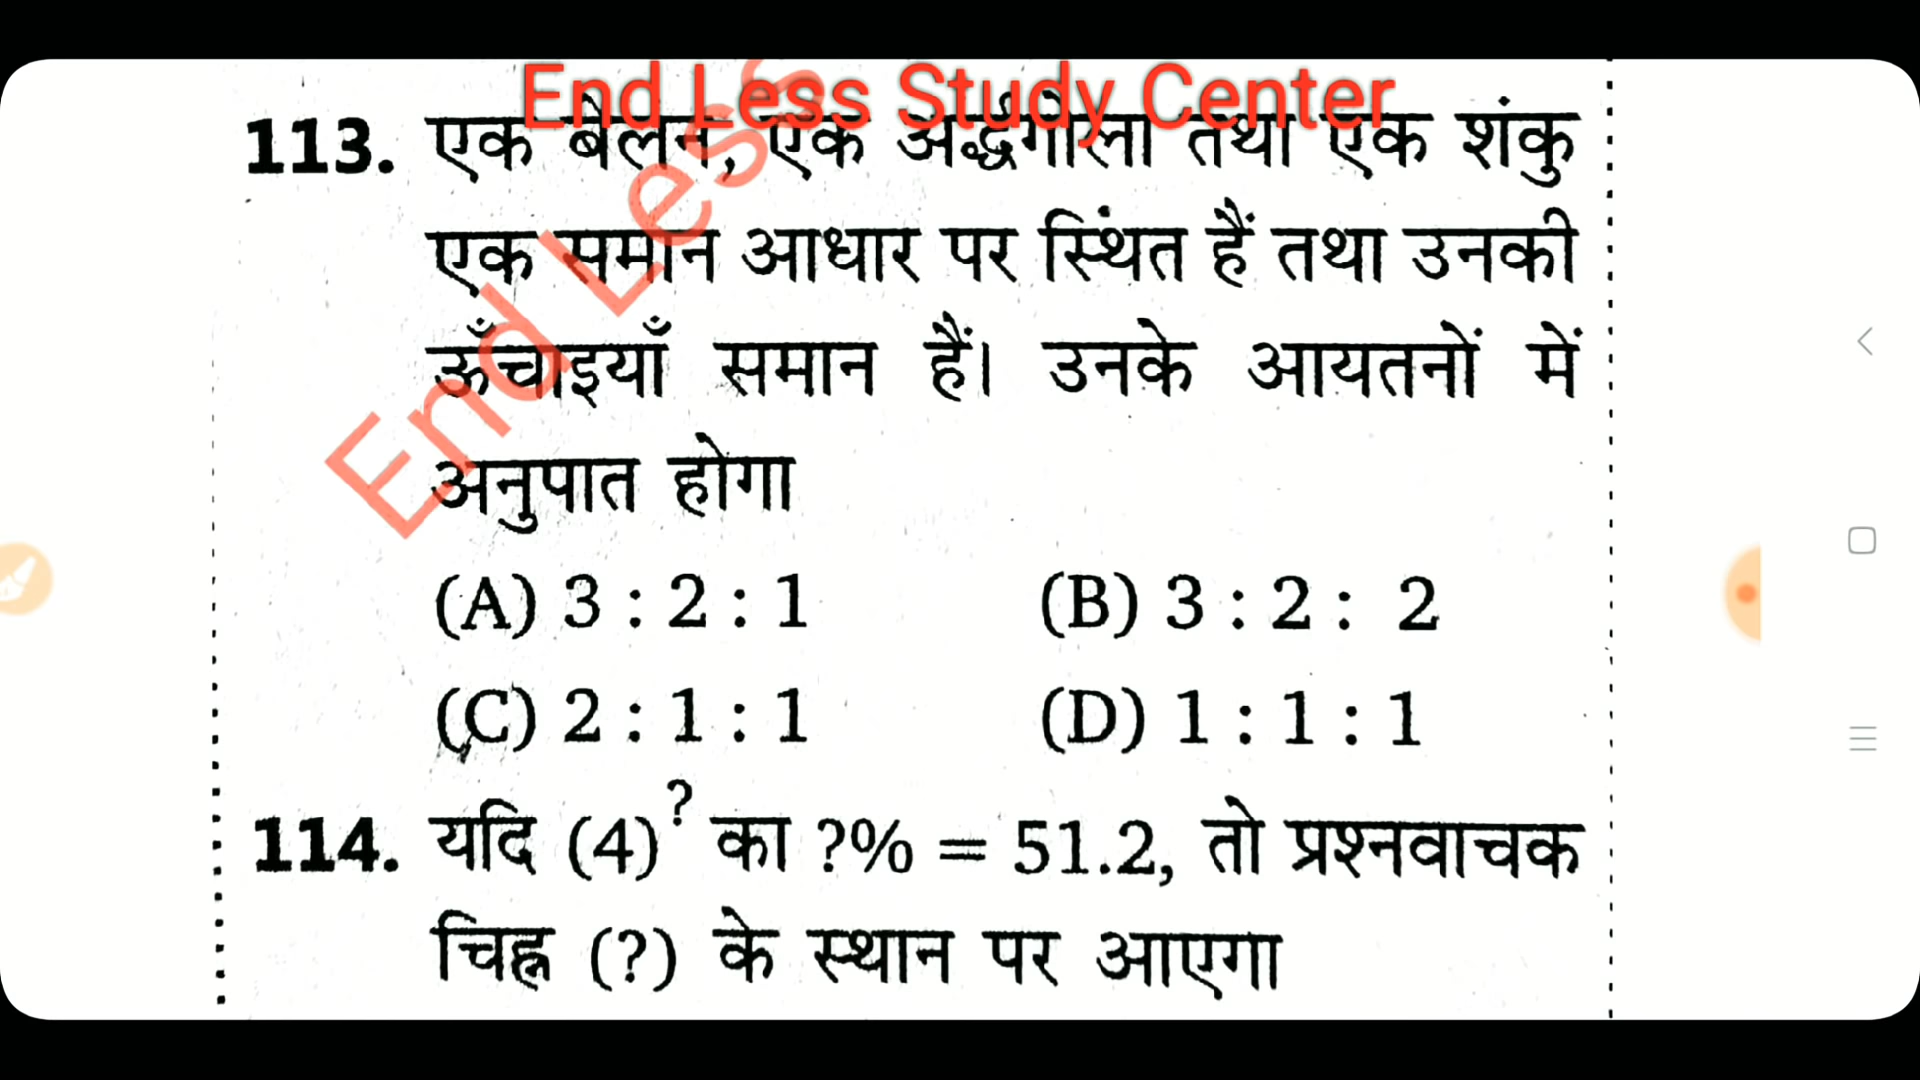 End Less Study Center
113. एक बेलन, एक अर्द्धगोला तथा एक शंकु
एक समान आधार पर स्थित हैं तथा उनकी
ऊँचाइयाँ समान हैं। उनके आयतनों में
अनुपात होगा
(A) 3 : 2 : 1 (B) 3 : 2 : 2
(C) 2 : 1 : 1 (D) 1 : 1 : 1
114. यदि (4)^? का ?% = 51.2, तो प्रश्नवाचक
चिह्न (?) के स्थान पर आएगा
End Less